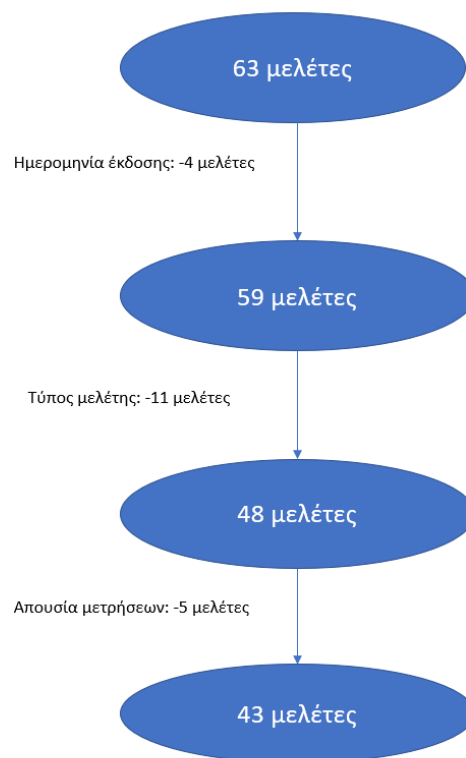 63 μελέτες
Ημερομηνία έκδοσης: -4 μελέτες
59 μελέτες
Τύπος μελέτης: -11 μελέτες
48 μελέτες
Απουσία μετρήσεων: -5 μελέτες
43 μελέτες